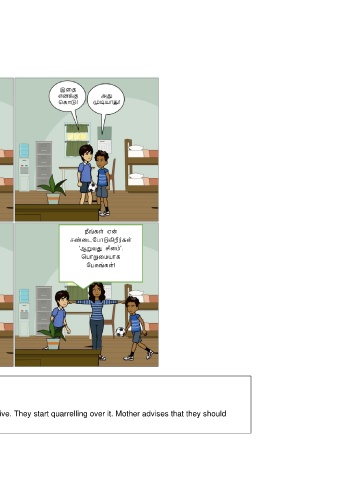 இதை
எனக்கு
கொடு!
அது
முடியாது!
நீங்கள் ஏன்
சண்டைபோடுகிறீர்கள்
'ஆறுவது சினம்'.
பொறுமையாக
பேசுங்கள்!
ive. They start quarrelling over it. Mother advises that they should